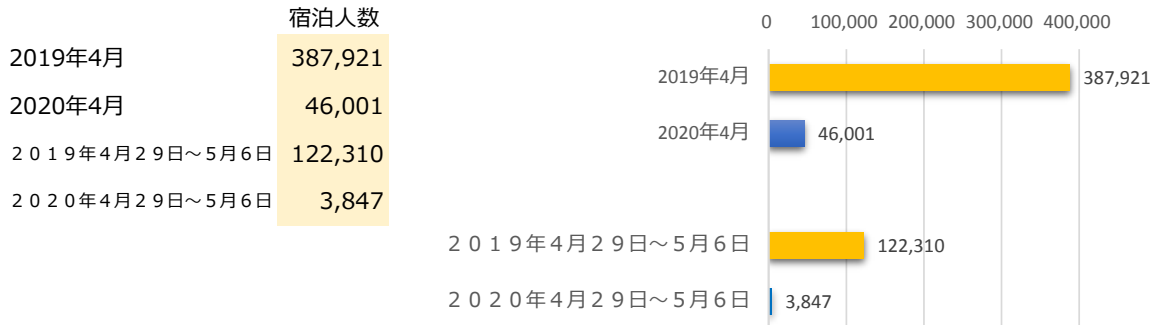 宿泊人数
2019年4月 387,921
2020年4月 46,001
２０１９年４月２９日～５月６日 122,310
２０２０年４月２９日～５月６日 3,847
0 100,000 200,000 300,000 400,000
2019年4月 387,921
2020年4月 46,001
２０１９年４月２９日～５月６日 122,310
２０２０年４月２９日～５月６日 3,847